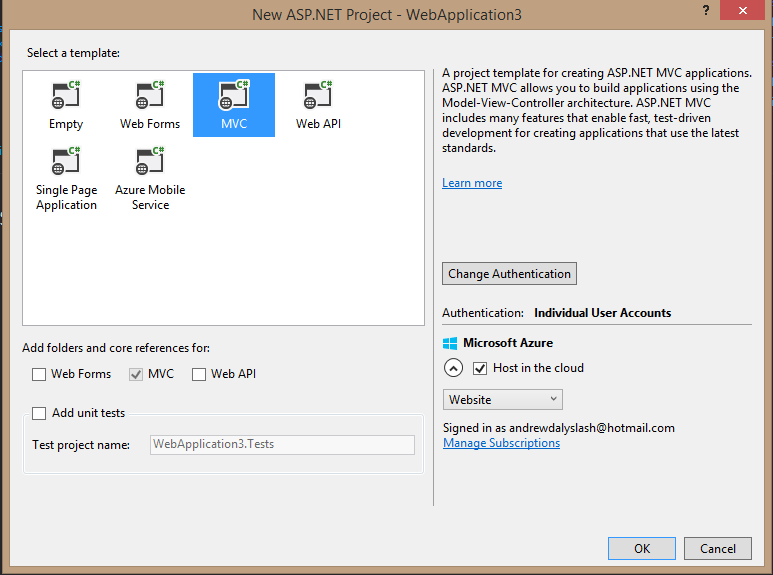 New ASP.NET Project - WebApplication3
?
Select a template:
C#
Empty
C#
Web Forms
C#
MVC
C#
Web API
C#
Single Page
Application
C#
Azure Mobile
Service
A project template for creating ASP.NET MVC applications.
ASP.NET MVC allows you to build applications using the
Model-View-Controller architecture. ASP.NET MVC
includes many features that enable fast, test-driven
development for creating applications that use the latest
standards.
Learn more
Change Authentication
Authentication: Individual User Accounts
Microsoft Azure
Host in the cloud
Website
Signed in as andrewdalyslash@hotmail.com
Manage Subscriptions
Add folders and core references for:
Web Forms MVC Web API
Add unit tests
Test project name: WebApplication3.Tests
OK Cancel